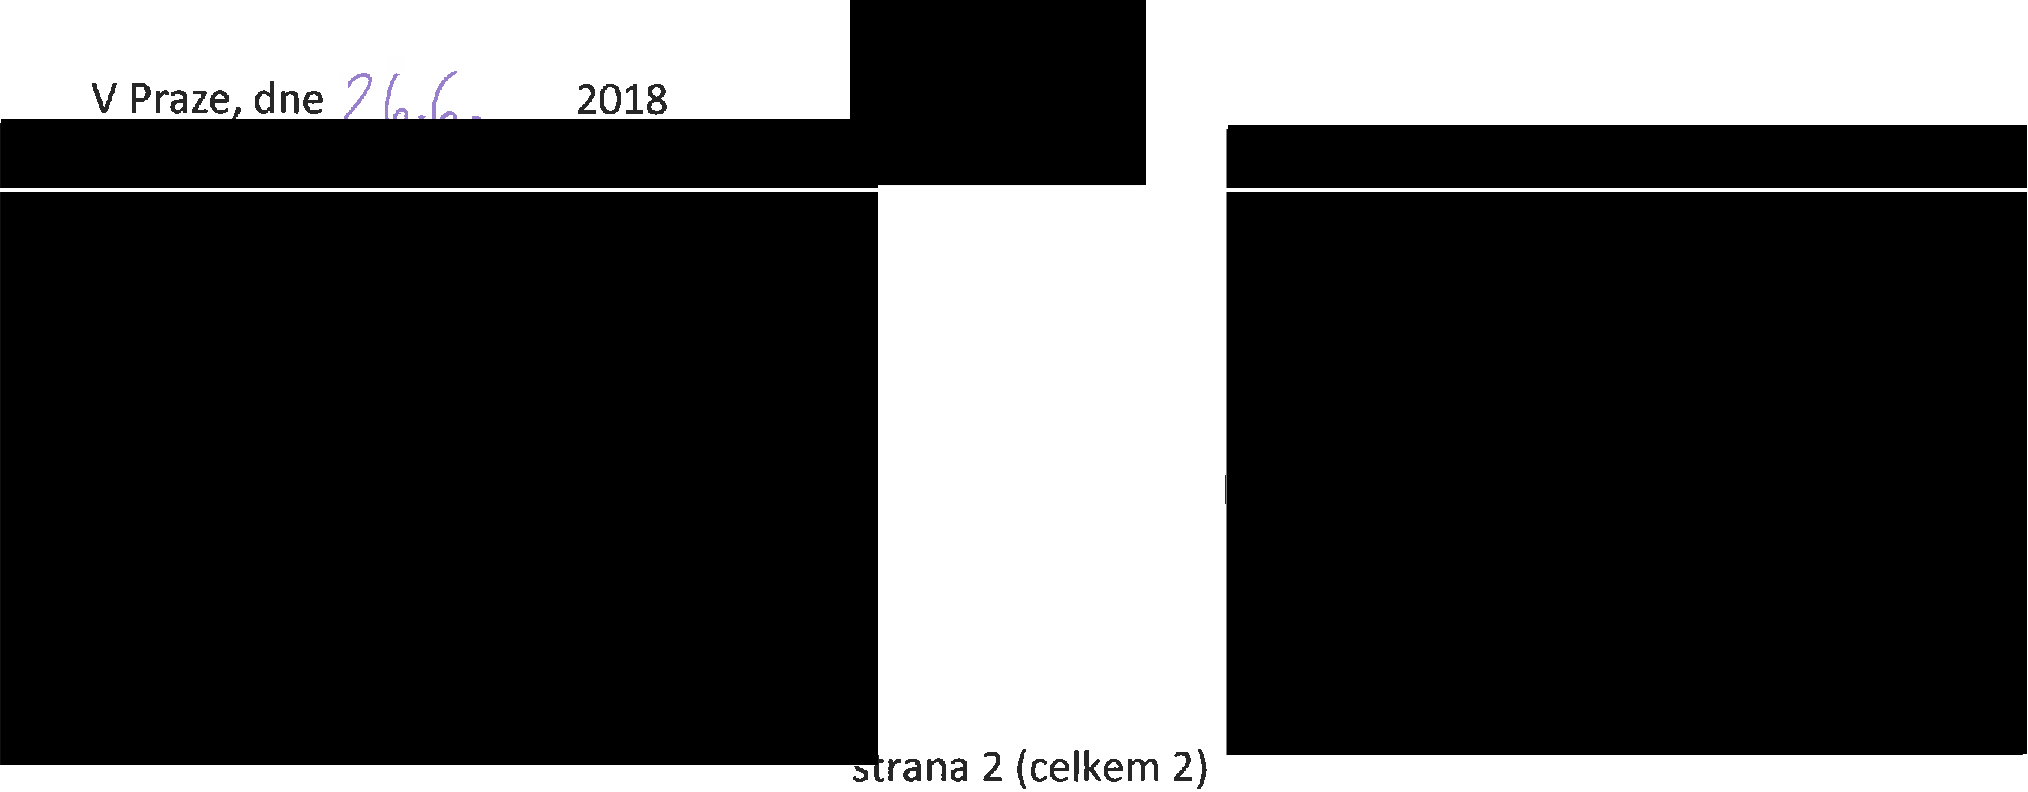 V Praze, dne 26.6. 2018
strana 2 (celkem 2)